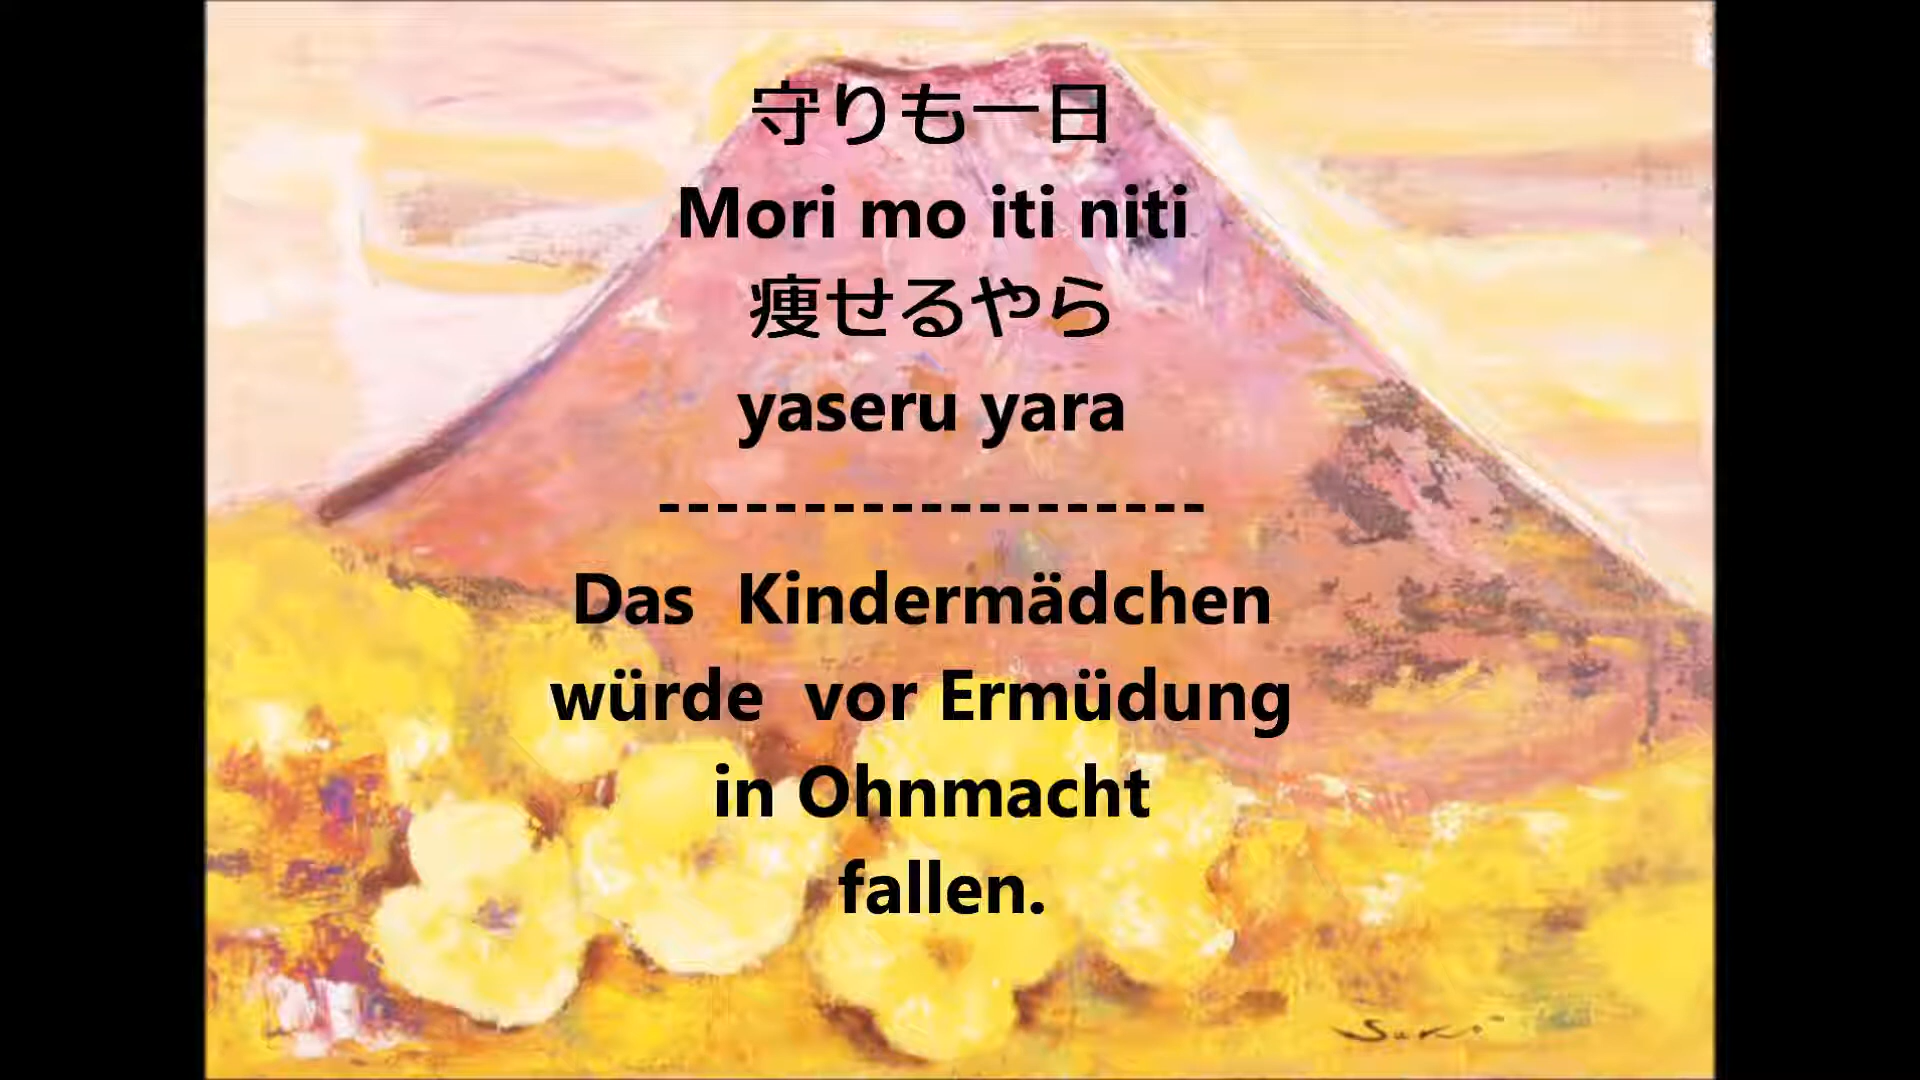 守りも一日
Mori mo iti niti
痩せるやら
yaseru yara
-------------------
Das  Kindermädchen
würde  vor Ermüdung
in Ohnmacht
fallen.